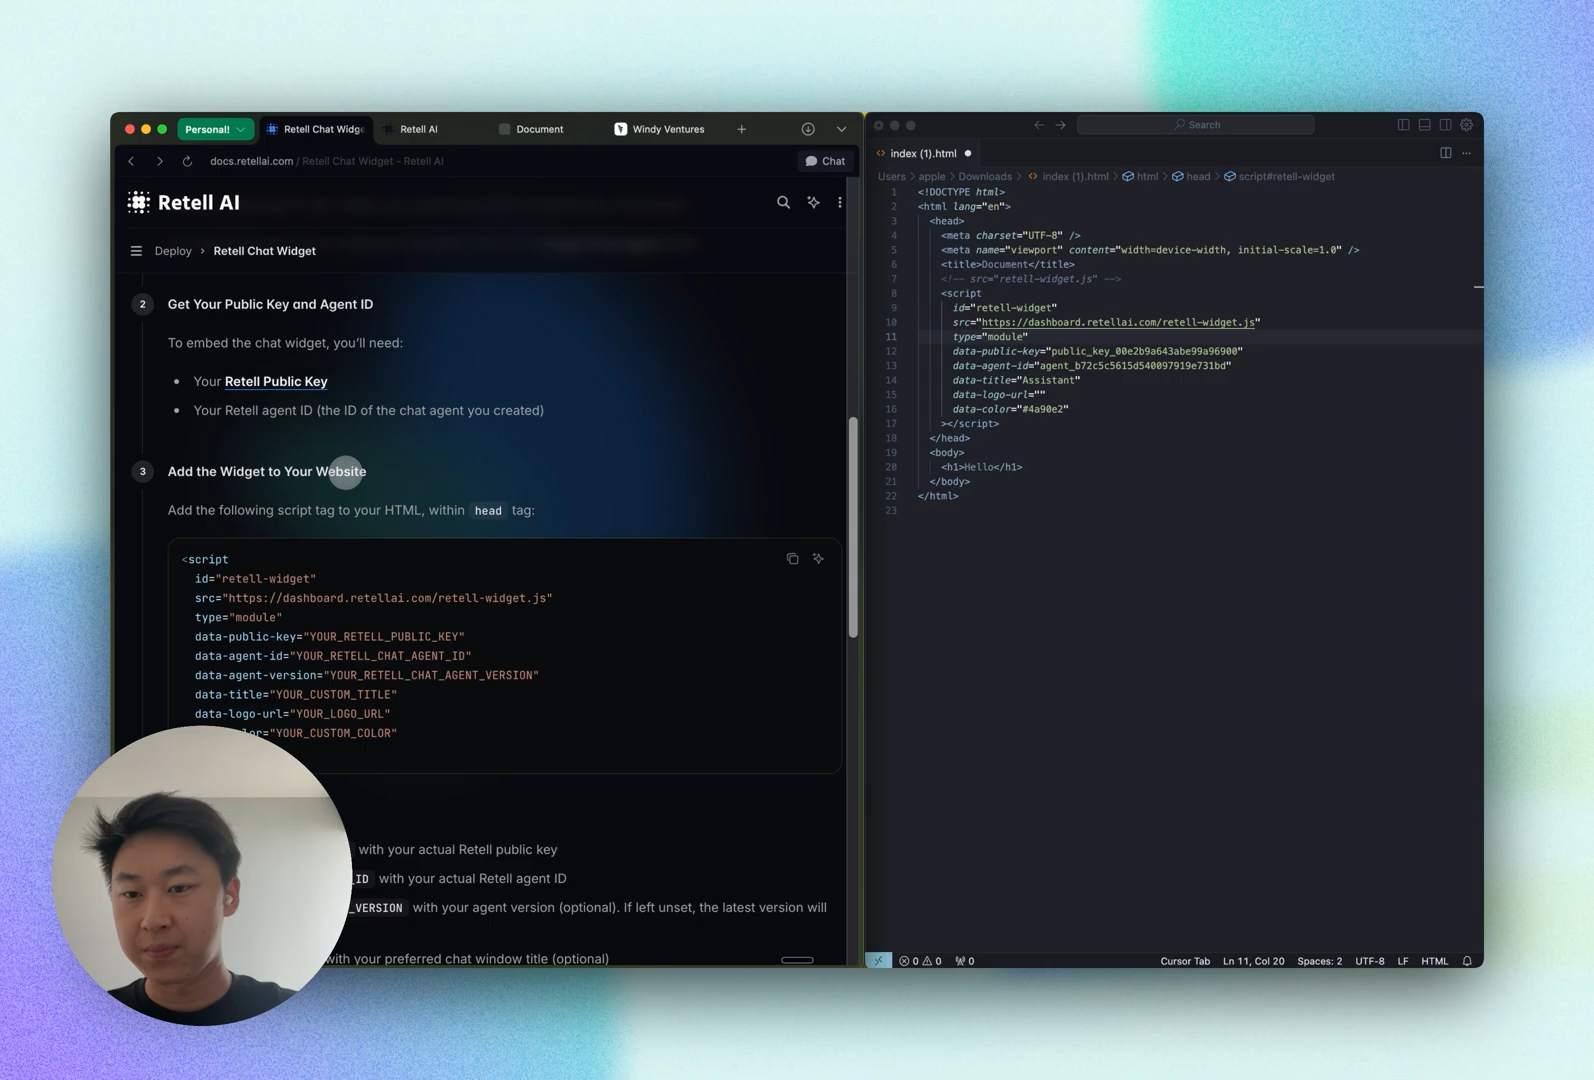 Personal!
Retell Chat Widge
Retell AI
Document
Windy Ventures
docs.retellai.com / Retell Chat Widget - Retell AI
Chat
Retell AI
Deploy > Retell Chat Widget
2 Get Your Public Key and Agent ID
To embed the chat widget, you’ll need:
• Your Retell Public Key
• Your Retell agent ID (the ID of the chat agent you created)
3 Add the Widget to Your Website
Add the following script tag to your HTML, within head tag:
<script
id="retell-widget"
src="https://dashboard.retellai.com/retell-widget.js"
type="module"
data-public-key="YOUR_RETELL_PUBLIC_KEY"
data-agent-id="YOUR_RETELL_CHAT_AGENT_ID"
data-agent-version="YOUR_RETELL_CHAT_AGENT_VERSION"
data-title="YOUR_CUSTOM_TITLE"
data-logo-url="YOUR_LOGO_URL"
lor="YOUR_CUSTOM_COLOR"
with your actual Retell public key
_ID with your actual Retell agent ID
_VERSION with your agent version (optional). If left unset, the latest version will
with your preferred chat window title (optional)
Search
index (1).html
Users > apple > Downloads > index (1).html > html > head > script#retell-widget
1 <!DOCTYPE html>
2 <html lang="en">
3 <head>
4 <meta charset="UTF-8" />
5 <meta name="viewport" content="width=device-width, initial-scale=1.0" />
6 <title>Document</title>
7 <!-- src="retell-widget.js" -->
8 <script
9 id="retell-widget"
10 src="https://dashboard.retellai.com/retell-widget.js"
11 type="module"
12 data-public-key="public_key_00e2b9a643abe99a96900"
13 data-agent-id="agent_b72c5c5615d540097919e731bd"
14 data-title="Assistant"
15 data-logo-url=""
16 data-color="#4a90e2"
17 ></script>
18 </head>
19 <body>
20 <h1>Hello</h1>
21 </body>
22 </html>
23
0 0 0
Cursor Tab Ln 11, Col 20 Spaces: 2 UTF-8 LF HTML